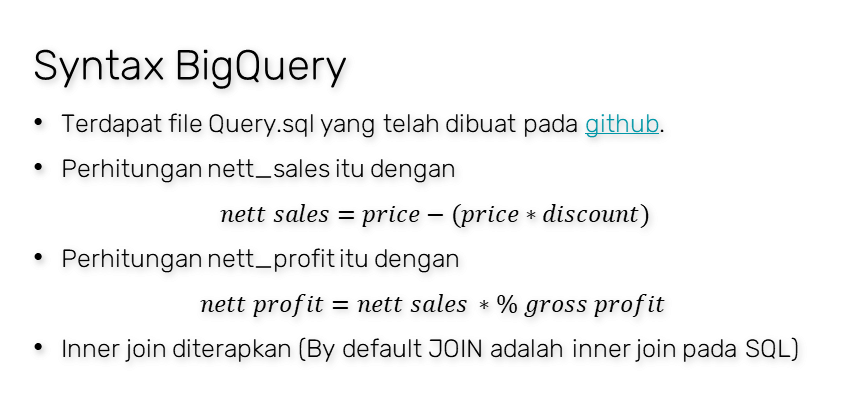 Syntax BigQuery
• Terdapat file Query.sql yang telah dibuat pada github.
• Perhitungan nett_sales itu dengan
nett sales = price − (price ∗ discount)
• Perhitungan nett_profit itu dengan
nett profit = nett sales ∗ % gross profit
• Inner join diterapkan (By default JOIN adalah inner join pada SQL)